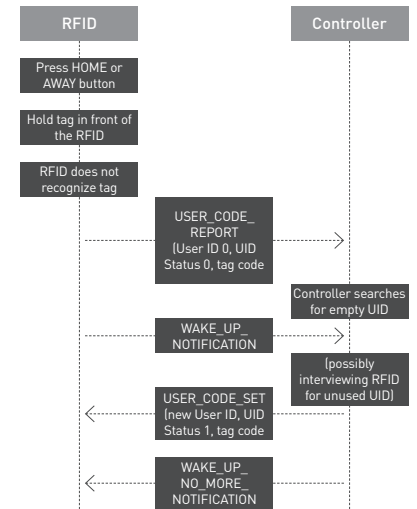 RFID
Controller
Press HOME or
AWAY button
Hold tag in front of
the RFID
RFID does not
recognize tag
USER_CODE_
REPORT
(User ID 0, UID
Status 0, tag code
Controller searches
for empty UID
WAKE_UP_
NOTIFICATION
(possibly
interviewing RFID
for unused UID)
USER_CODE_SET
(new User ID, UID
Status 1, tag code
WAKE_UP_
NO_MORE_
NOTIFICATION